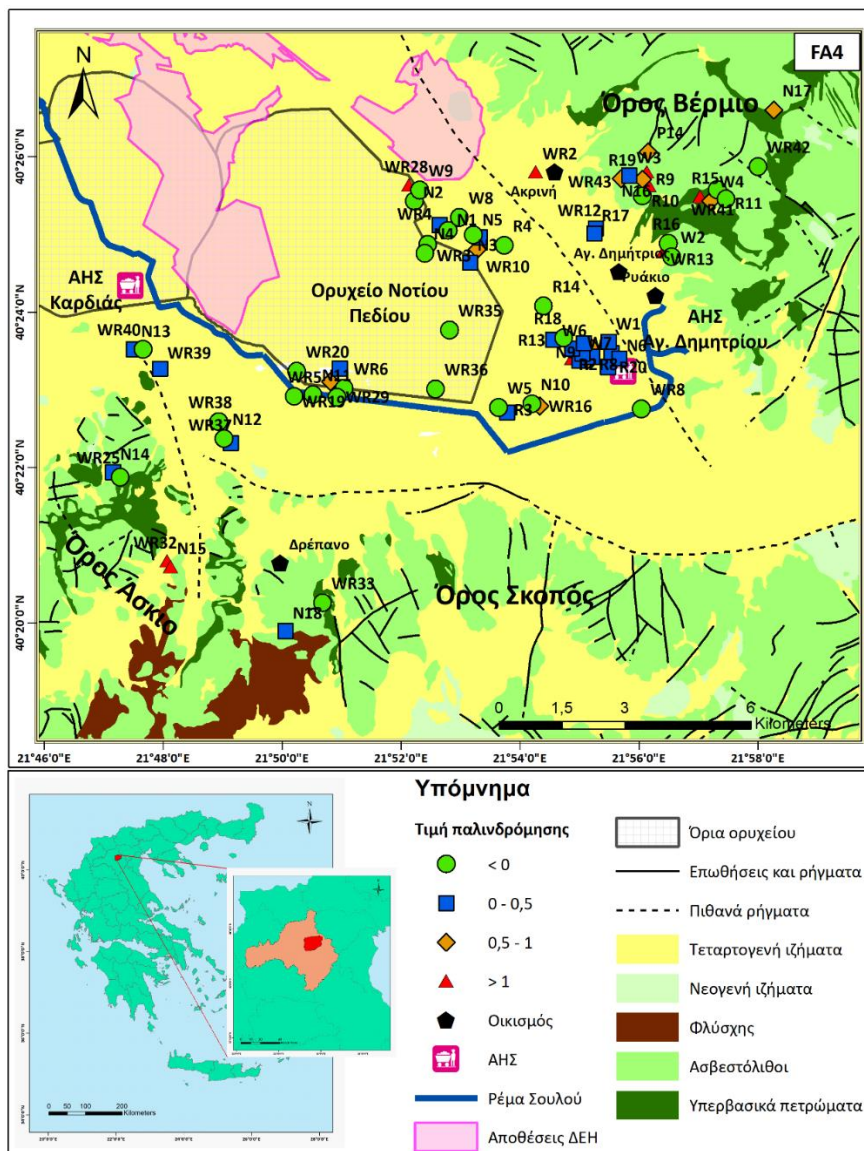 FA4
N
Όρος Βέρμιο
N17
P14
WR42
WR2
R19
W3
WR28
W9
Ακρινή
WR43
R9
R15
W4
N2
N16
R10
WR41
R11
WR4
W8
N1
N5
R4
WR12
R17
R16
W2
N4
N3
WR3
WR10
Αγ. Δημήτριος
WR13
ΑΗΣ
Καρδιάς
Ορυχείο Νοτίου
Πεδίου
Ρυάκιο
R14
ΑΗΣ
Αγ. Δημητρίου
WR35
R18
W1
WR40
N13
R13
W6
W7
N6
WR39
WR20
WR6
N9
R2
R8
R20
WR36
WR5
N11
WR19
WR29
W5
N10
R3
WR16
WR8
WR38
N12
WR37
WR25
N14
WR32
N15
Όρος Άσκιο
Δρέπανο
WR33
N18
Όρος Σκοπός
0 1,5 3 6
Kilometers
40°26'0"N
40°24'0"N
40°22'0"N
40°20'0"N
21°46'0"E 21°48'0"E 21°50'0"E 21°52'0"E 21°54'0"E 21°56'0"E 21°58'0"E
N
0 50 100 200
Kilometers
Υπόμνημα
Τιμή παλινδρόμησης
< 0
0 - 0,5
0,5 - 1
> 1
Οικισμός
ΑΗΣ
Ρέμα Σουλού
Αποθέσεις ΔΕΗ
Όρια ορυχείου
Επωθήσεις και ρήγματα
Πιθανά ρήγματα
Τεταρτογενή ιζήματα
Νεογενή ιζήματα
Φλύσχης
Ασβεστόλιθοι
Υπερβασικά πετρώματα